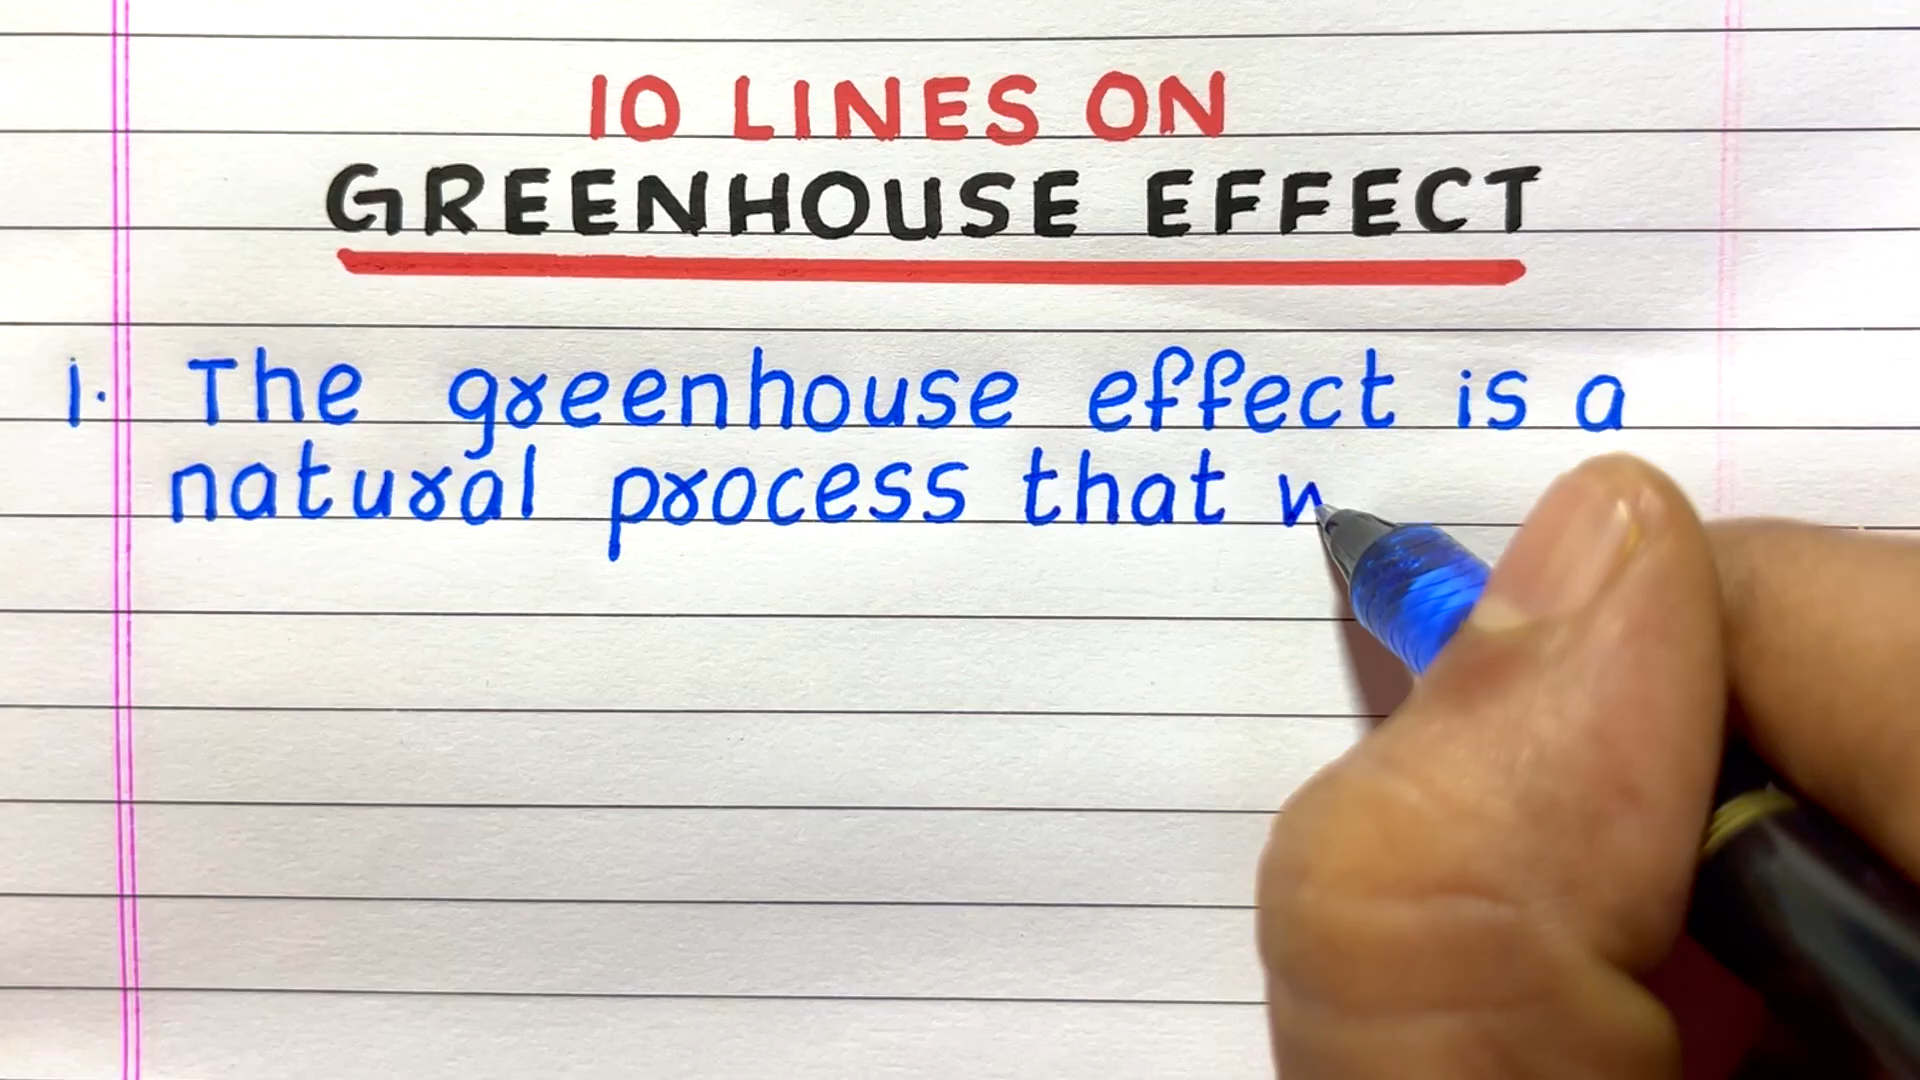 10 LINES ON
GREENHOUSE EFFECT
1. The greenhouse effect is a
natural process that w